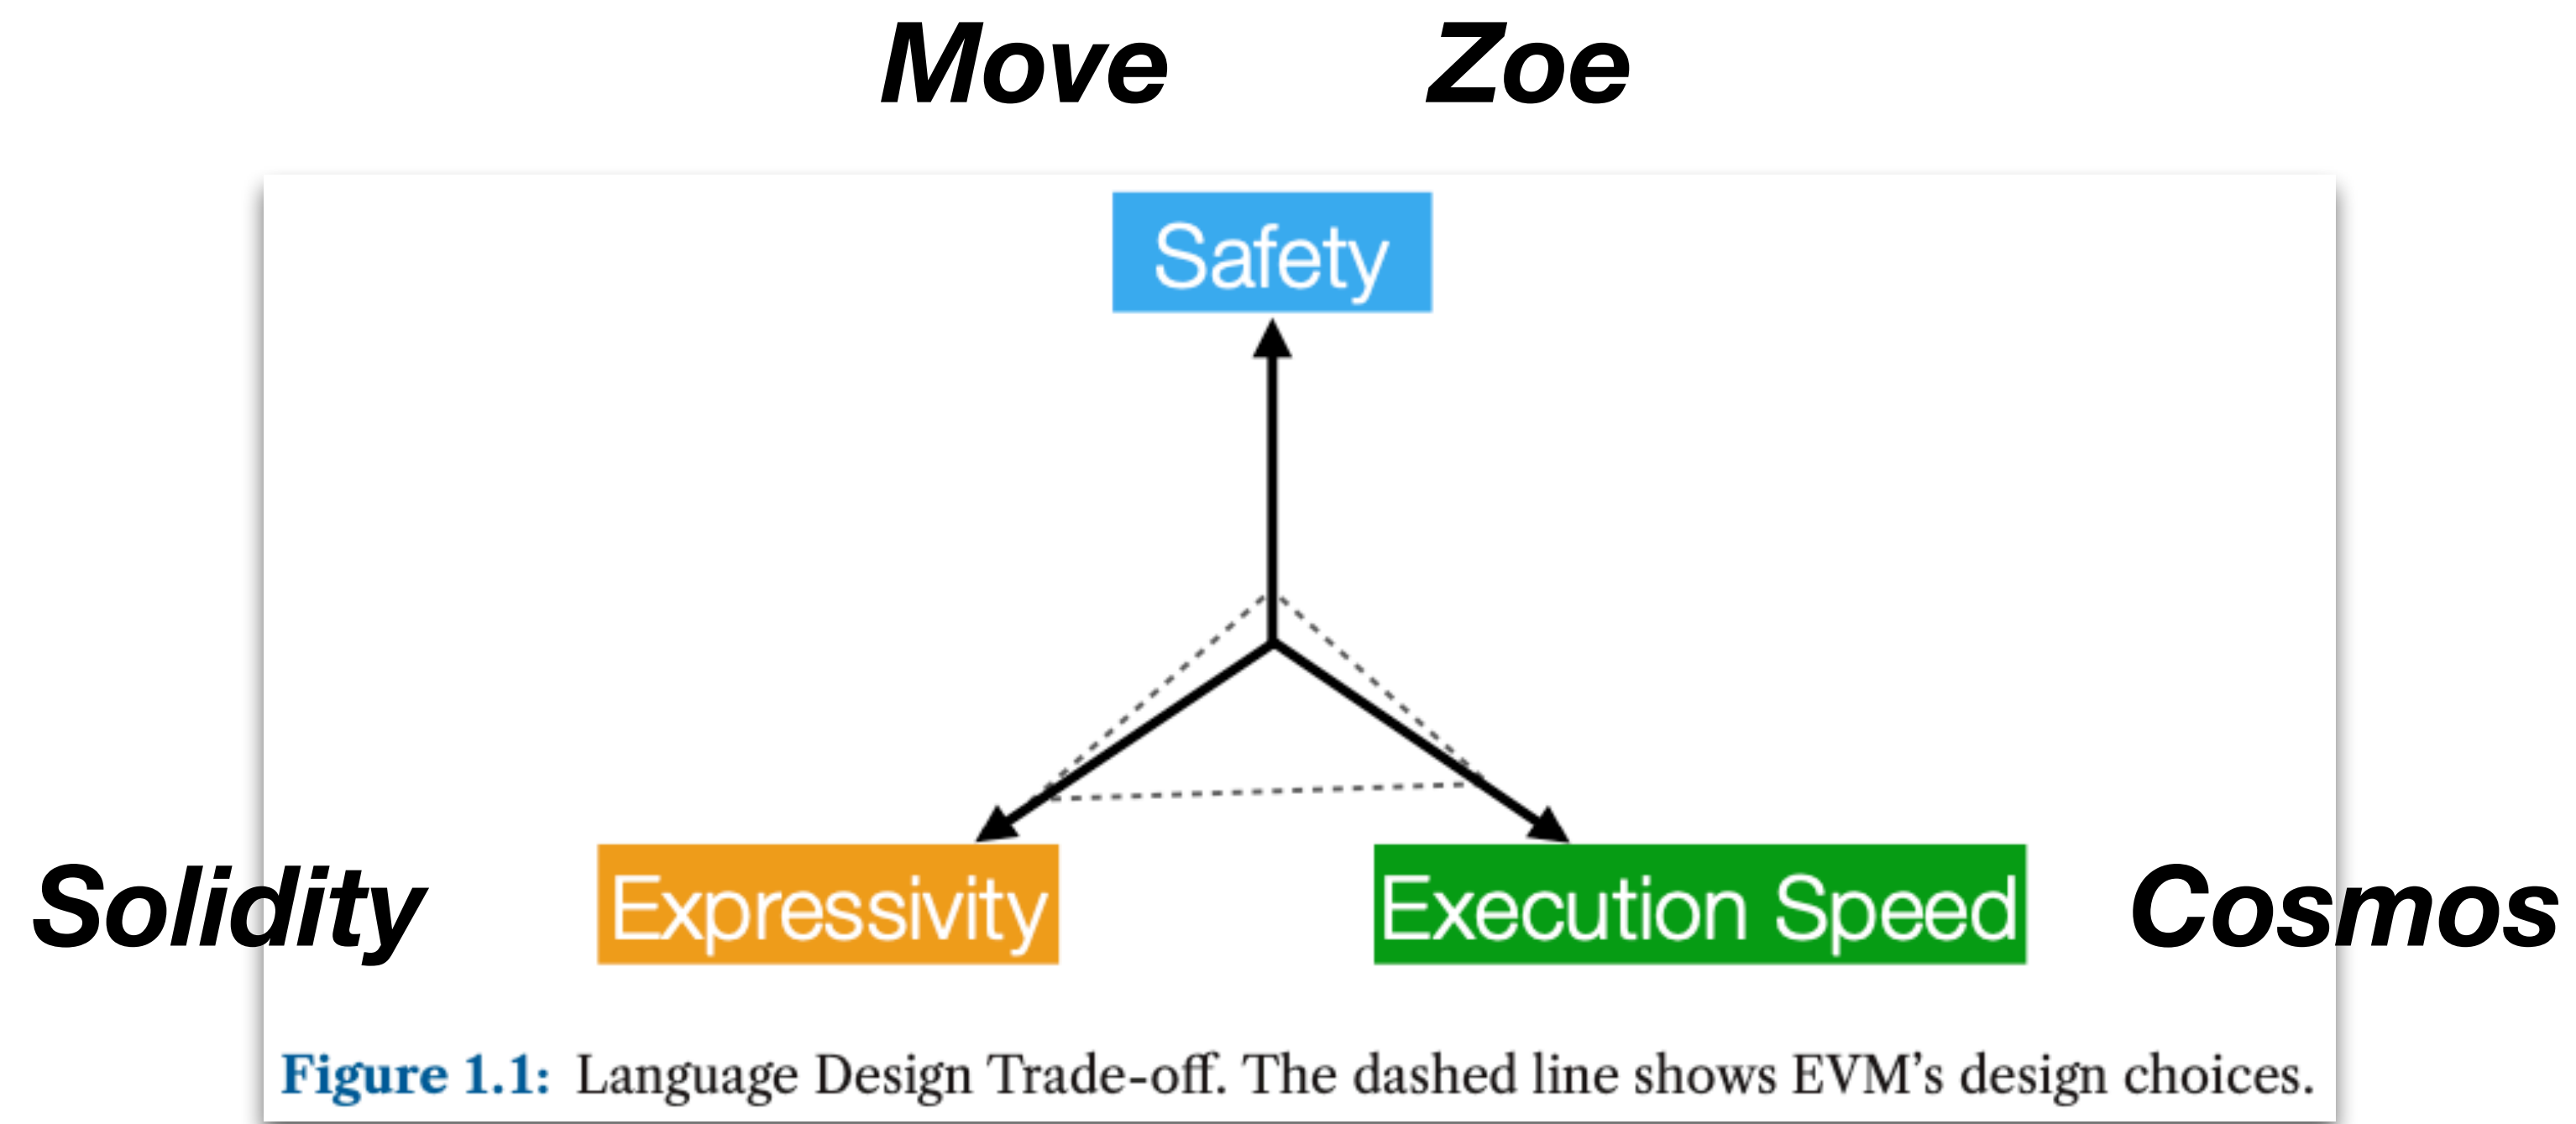 Move Zoe
Safety
Solidity Expressivity Execution Speed Cosmos
Figure 1.1: Language Design Trade-off. The dashed line shows EVM’s design choices.